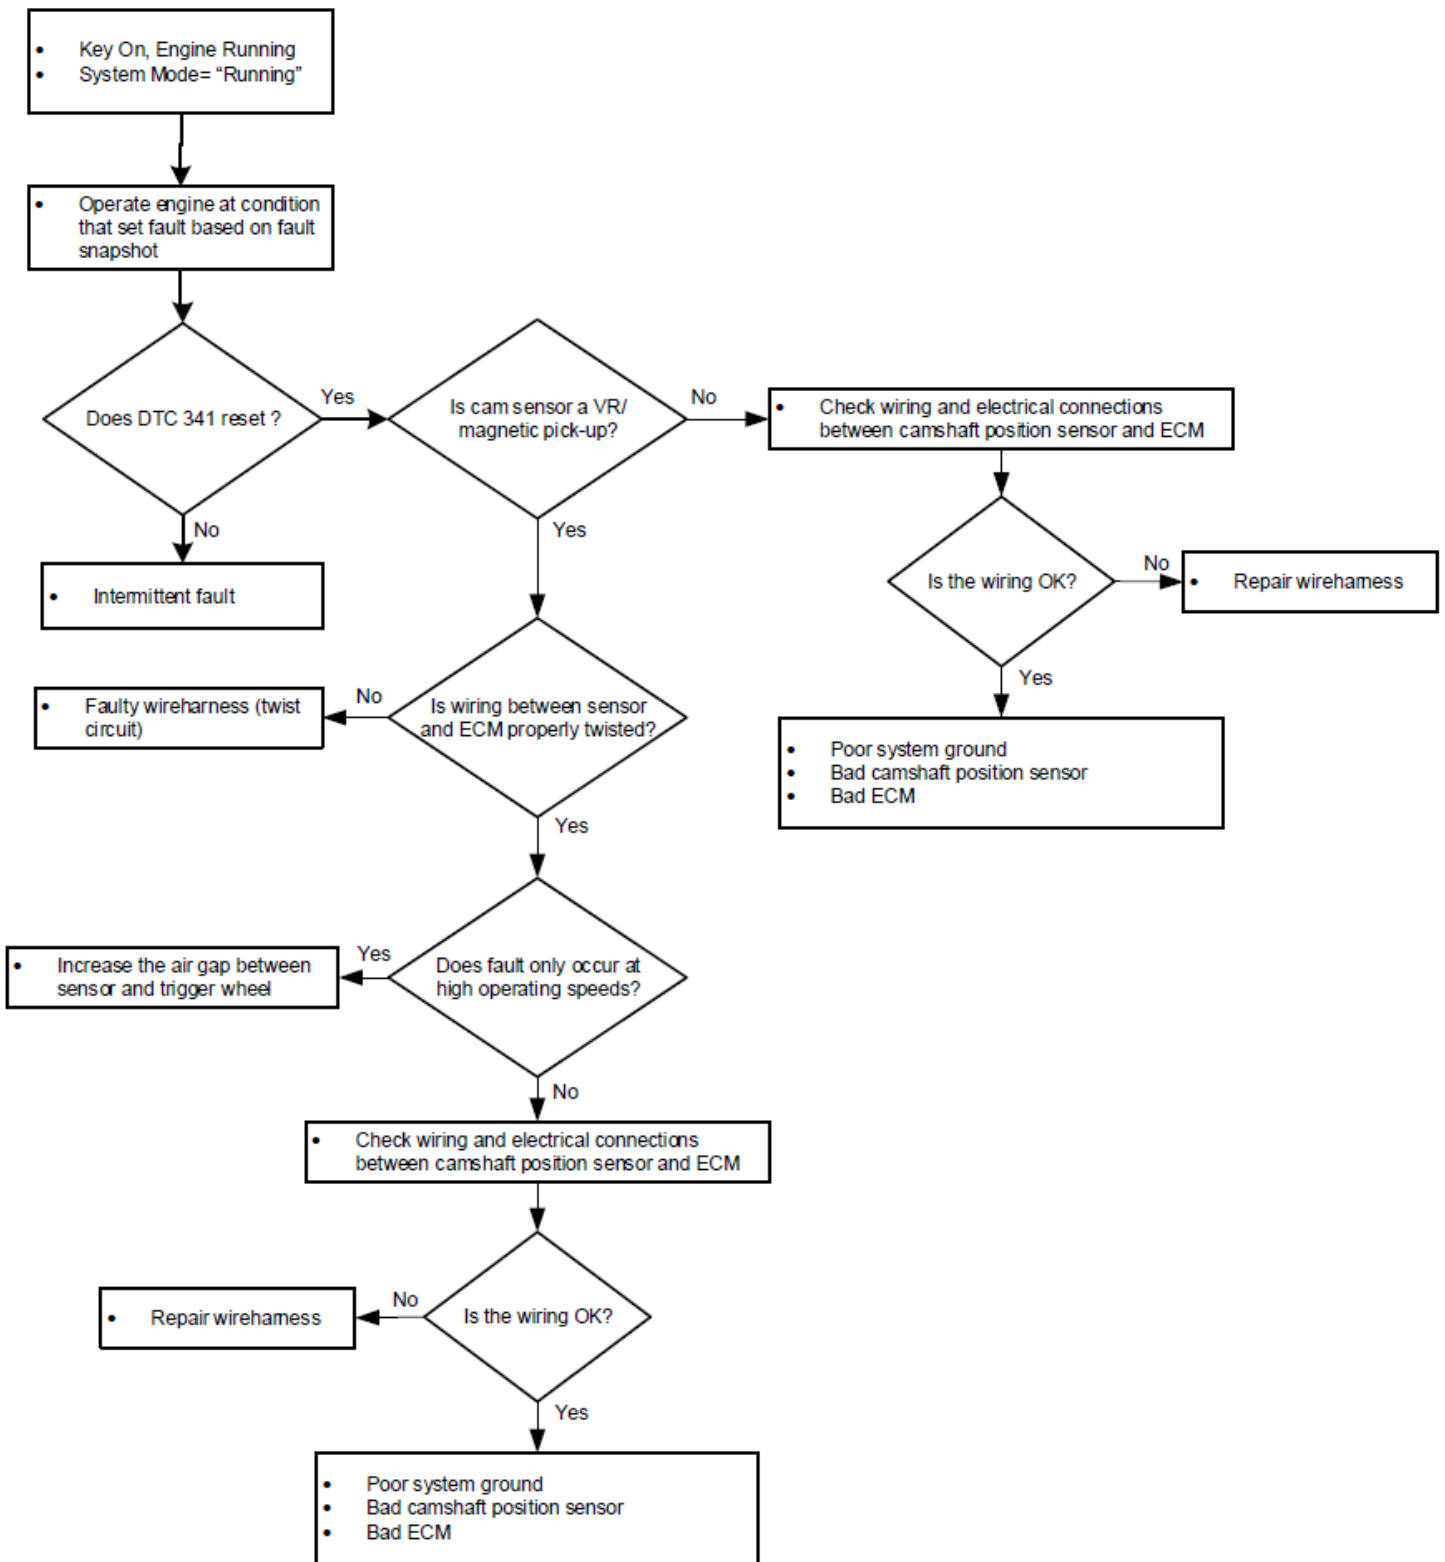 • Key On, Engine Running
• System Mode= “Running”
• Operate engine at condition
that set fault based on fault
snapshot
Does DTC 341 reset ?
Yes
Is cam sensor a VR/
magnetic pick-up?
No
• Check wiring and electrical connections
between camshaft position sensor and ECM
No
• Intermittent fault
Yes
Is the wiring OK?
No
• Repair wireharness
Yes
• Poor system ground
• Bad camshaft position sensor
• Bad ECM
Is wiring between sensor
and ECM properly twisted?
No
• Faulty wireharness (twist
circuit)
Yes
Does fault only occur at
high operating speeds?
Yes
• Increase the air gap between
sensor and trigger wheel
No
• Check wiring and electrical connections
between camshaft position sensor and ECM
Is the wiring OK?
No
• Repair wireharness
Yes
• Poor system ground
• Bad camshaft position sensor
• Bad ECM